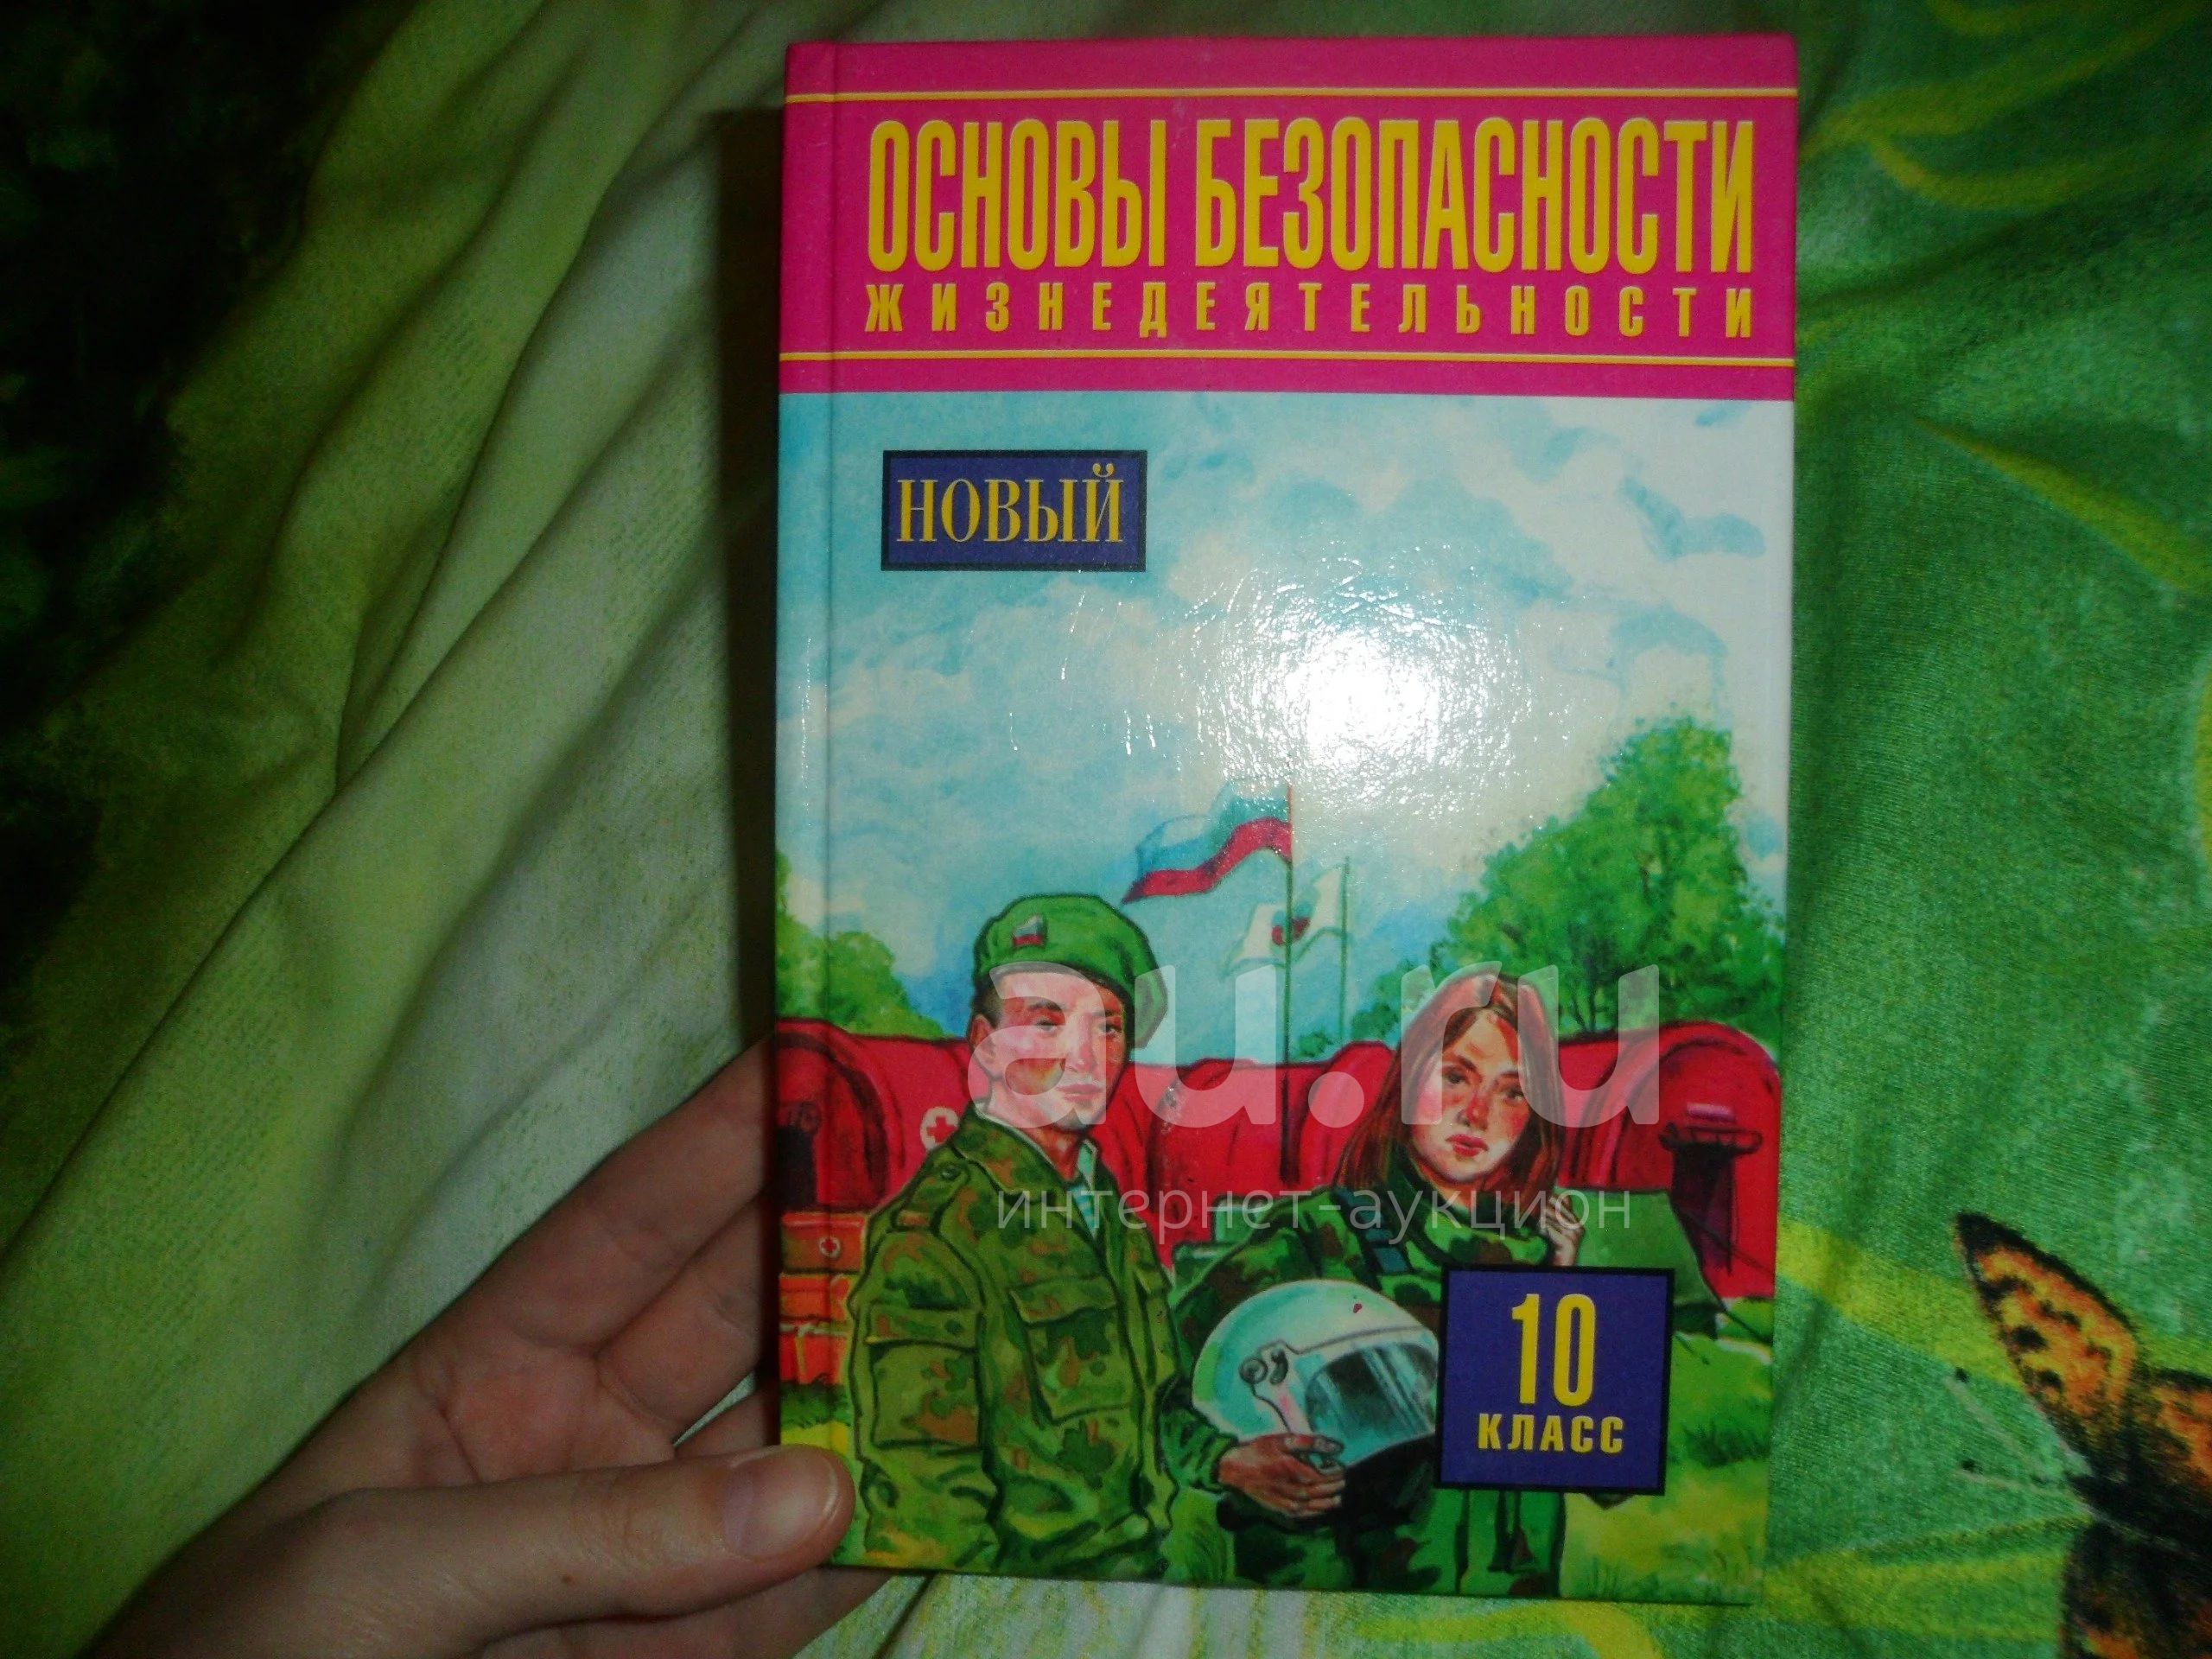 ОСНОВЫ БЕЗОПАСНОСТИ
ЖИЗНЕДЕЯТЕЛЬНОСТИ
НОВЫЙ
au.ru
интернет-аукцион
10
КЛАСС